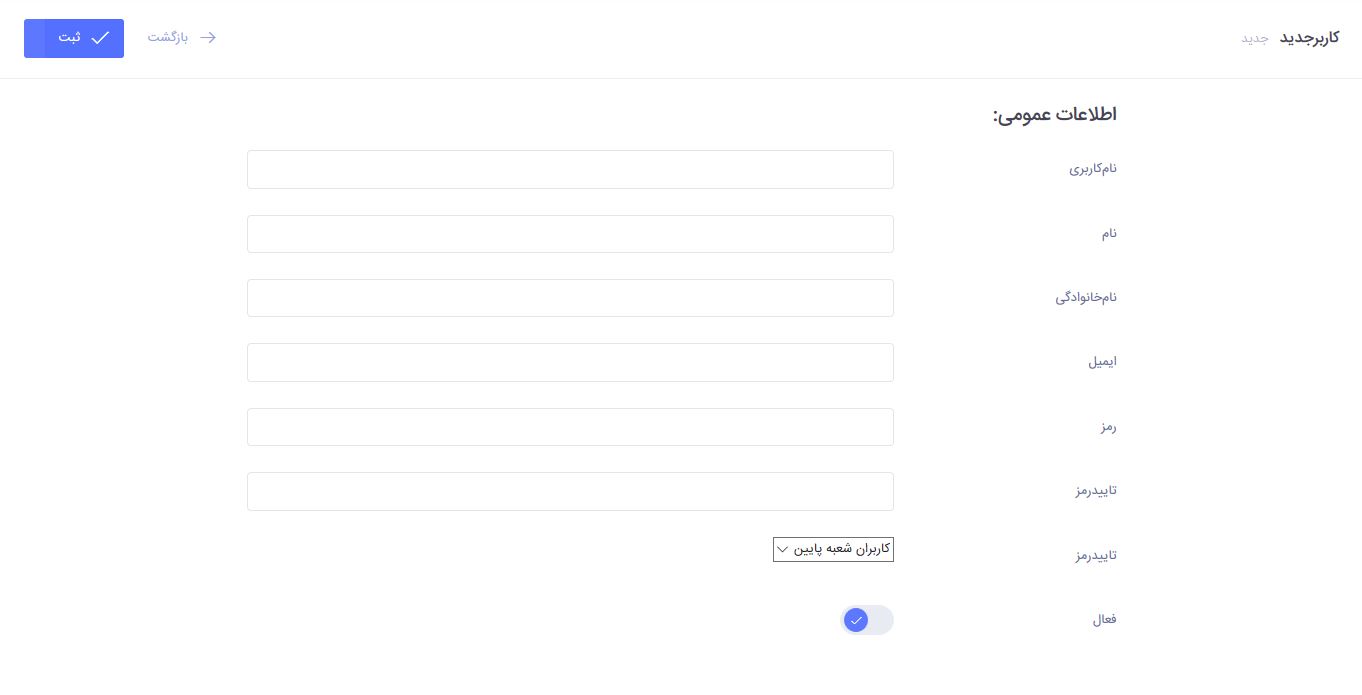 کاربرجدید جدید
بازگشت
ثبت
اطلاعات عمومی:
نام‌کاربری
نام
نام‌خانوادگی
ایمیل
رمز
تاییدرمز
تاییدرمز کاربران شعبه پایین
فعال